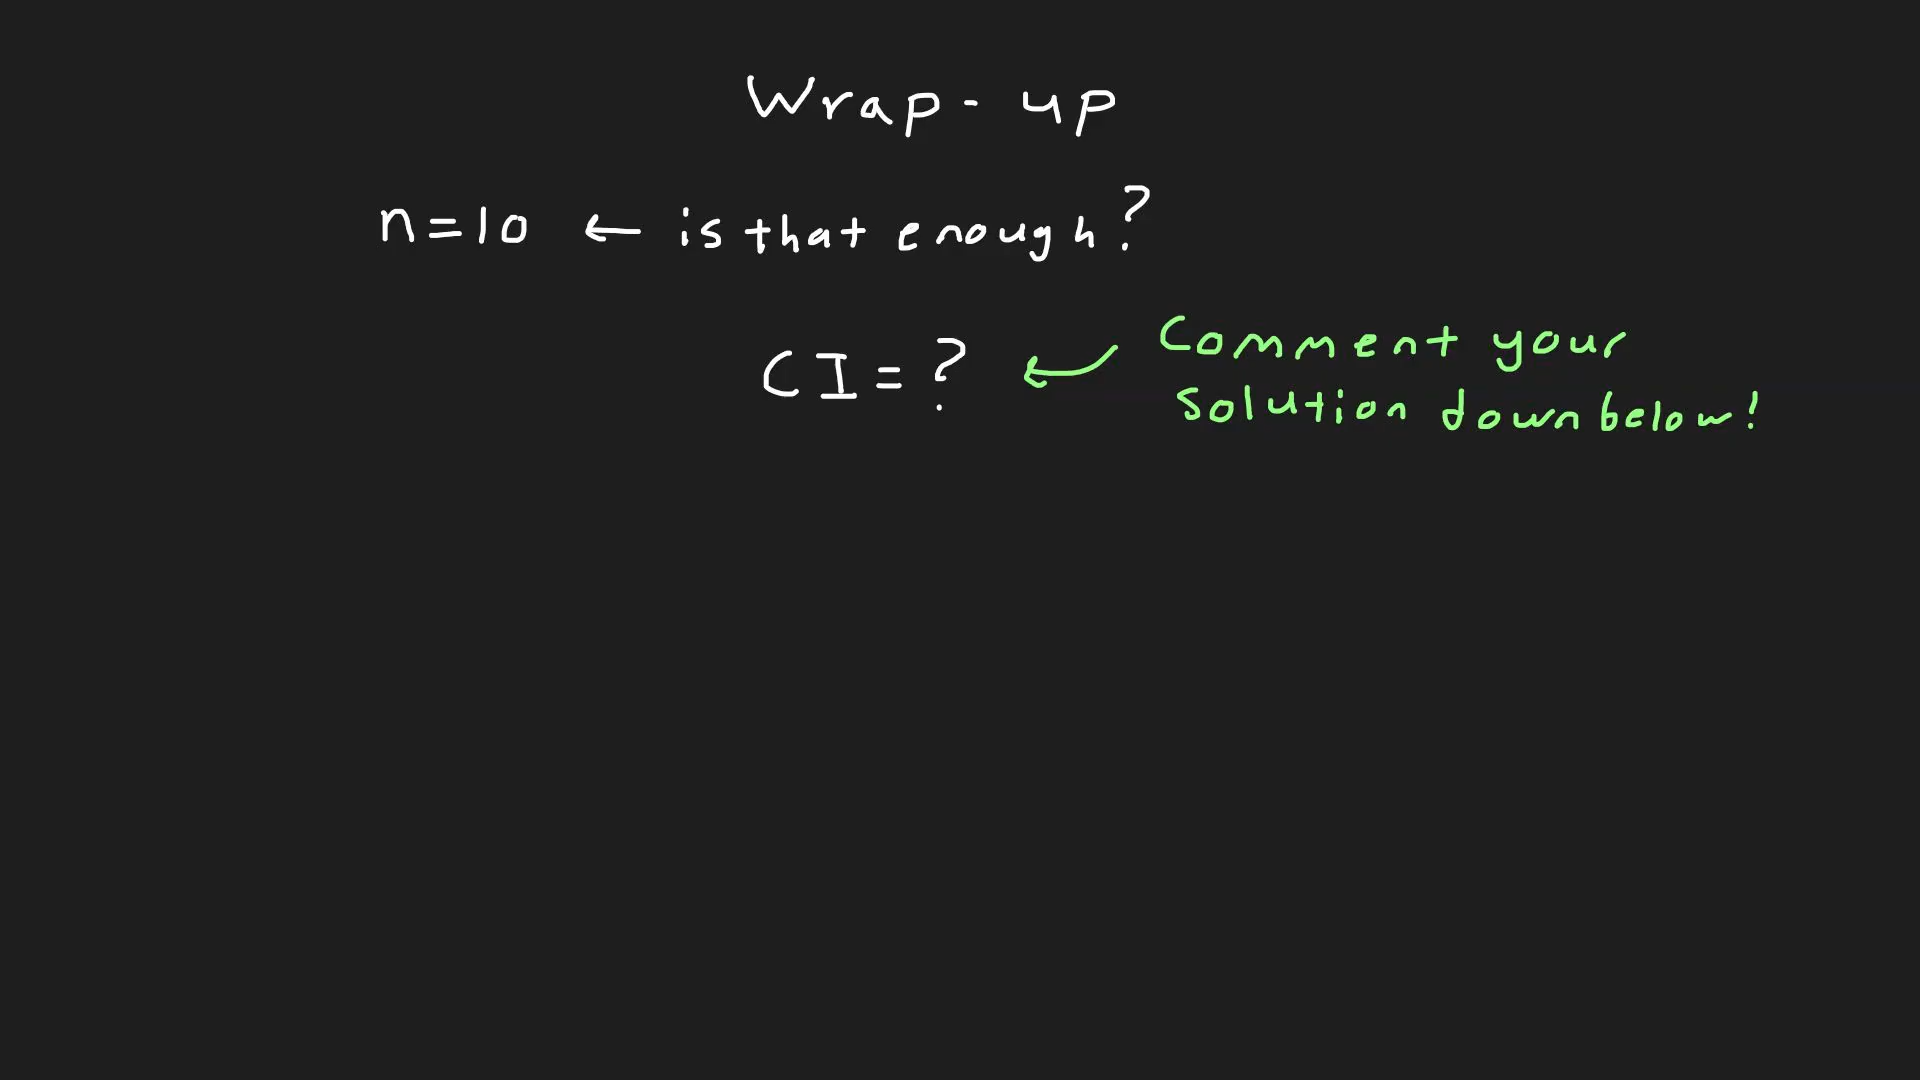 Wrap-up
n=10 ← is that enough?
CI=? ← Comment your
solution down below!